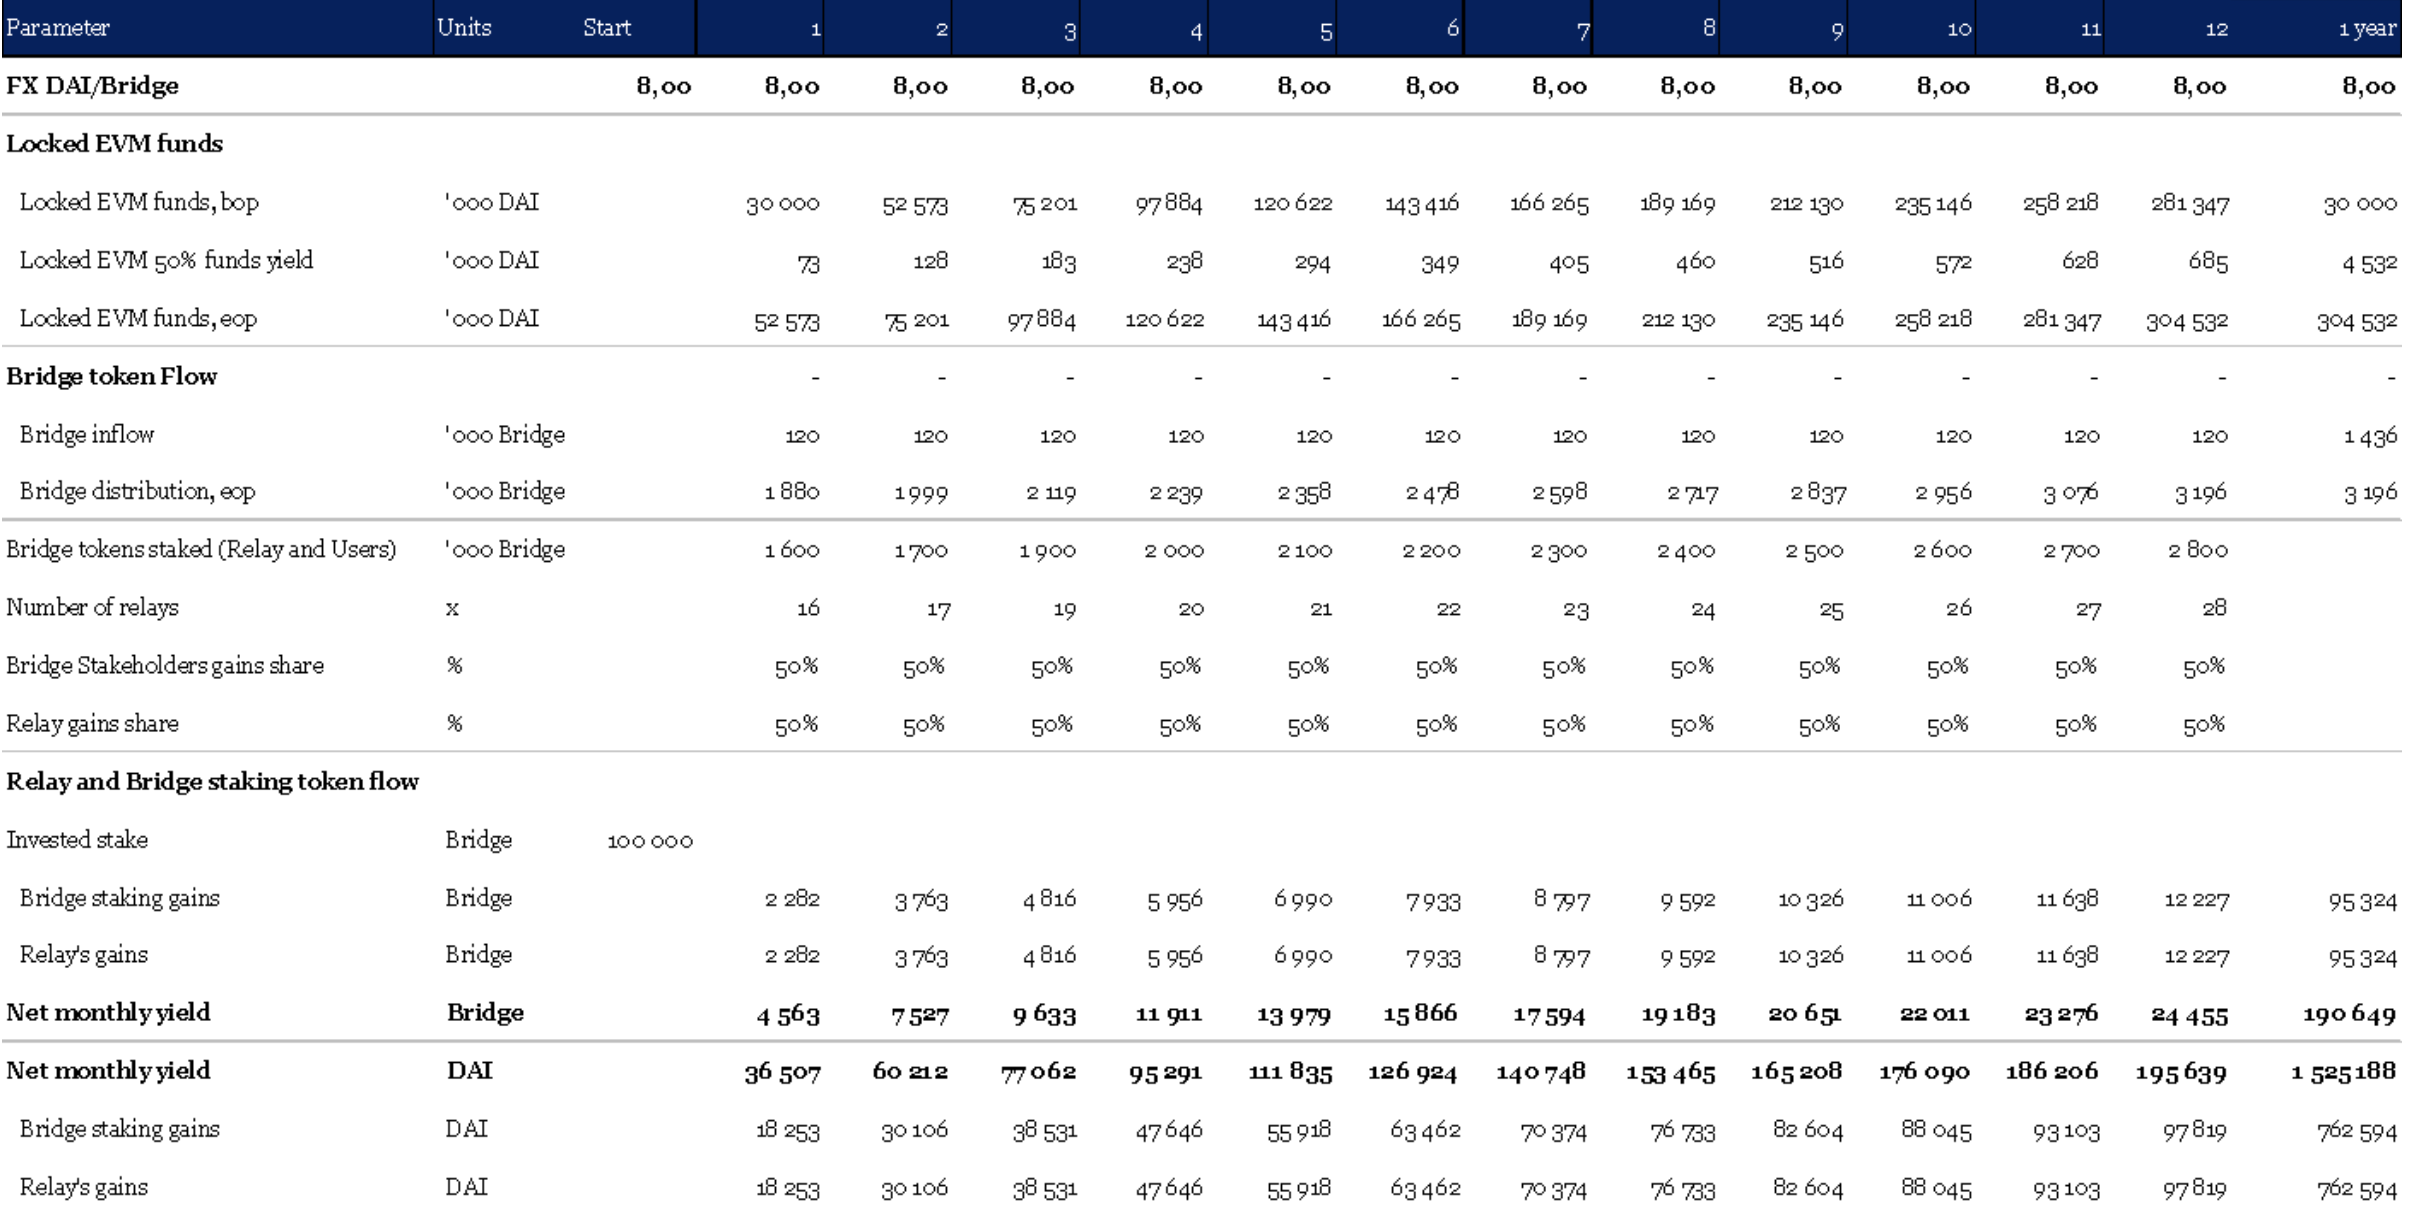 Parameter Units Start 1 2 3 4 5 6 7 8 9 10 11 12 1 year
FX DAI/Bridge 8,00 8,00 8,00 8,00 8,00 8,00 8,00 8,00 8,00 8,00 8,00 8,00 8,00 8,00
Locked EVM funds
Locked EVM funds, bop '000 DAI 30 000 52 573 75 201 97 884 120 622 143 416 166 265 189 169 212 130 235 146 258 218 281 347 30 000
Locked EVM 50% funds yield '000 DAI 73 128 183 238 294 349 405 460 516 572 628 685 4 532
Locked EVM funds, eop '000 DAI 52 573 75 201 97 884 120 622 143 416 166 265 189 169 212 130 235 146 258 218 281 347 304 532 304 532
Bridge token Flow - - - - - - - - - - - - -
Bridge inflow '000 Bridge 120 120 120 120 120 120 120 120 120 120 120 120 1 436
Bridge distribution, eop '000 Bridge 1 880 1 999 2 119 2 239 2 358 2 478 2 598 2 717 2 837 2 956 3 076 3 196 3 196
Bridge tokens staked (Relay and Users) '000 Bridge 1 600 1 700 1 900 2 000 2 100 2 200 2 300 2 400 2 500 2 600 2 700 2 800
Number of relays x 16 17 19 20 21 22 23 24 25 26 27 28
Bridge Stakeholders gains share % 50% 50% 50% 50% 50% 50% 50% 50% 50% 50% 50% 50%
Relay gains share % 50% 50% 50% 50% 50% 50% 50% 50% 50% 50% 50% 50%
Relay and Bridge staking token flow
Invested stake Bridge 100 000
Bridge staking gains Bridge 2 282 3 763 4 816 5 956 6 990 7 933 8 797 9 592 10 326 11 006 11 638 12 227 95 324
Relay's gains Bridge 2 282 3 763 4 816 5 956 6 990 7 933 8 797 9 592 10 326 11 006 11 638 12 227 95 324
Net monthly yield Bridge 4 563 7 527 9 633 11 911 13 979 15 866 17 594 19 183 20 651 22 011 23 276 24 455 190 649
Net monthly yield DAI 36 507 60 212 77 062 95 291 111 835 126 924 140 748 153 465 165 208 176 090 186 206 195 639 1 525 188
Bridge staking gains DAI 18 253 30 106 38 531 47 646 55 918 63 462 70 374 76 733 82 604 88 045 93 103 97 819 762 594
Relay's gains DAI 18 253 30 106 38 531 47 646 55 918 63 462 70 374 76 733 82 604 88 045 93 103 97 819 762 594